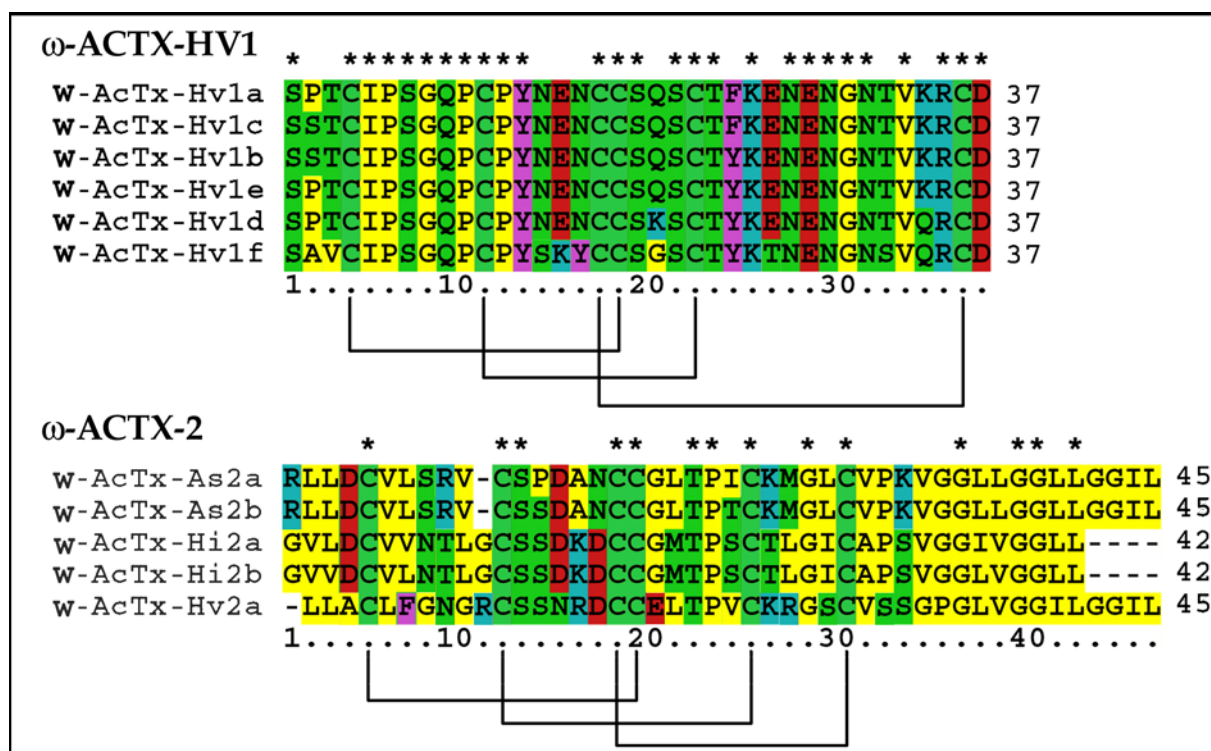 ω-ACTX-HV1
* ********** *** *** * ***** * ***
w-AcTx-Hv1a SPTCIPSGQPCPYNENCCSQSCTFKENENGNTVKRCD 37
w-AcTx-Hv1c SSTCIPSGQPCPYNENCCSQSCTFKENENGNTVKRCD 37
w-AcTx-Hv1b SSTCIPSGQPCPYNENCCSQSCTYKENENGNTVKRCD 37
w-AcTx-Hv1e SPTCIPSGQPCPYNENCCSQSCTYKENENGNTVKRCD 37
w-AcTx-Hv1d SPTCIPSGQPCPYNENCCSKSCTYKENENGNTVQRCD 37
w-AcTx-Hv1f SAVCIPSGQPCPYSKYCCSGSCTYKTNENGNSVQRCD 37
1.......10........20........30.......
ω-ACTX-2
* ** ** ** * * * * ** *
w-AcTx-As2a RLLDCVLSRV-CSPDANCCGLTPICKMGLCVPKVGGLLGGLLGGIL 45
w-AcTx-As2b RLLDCVLSRV-CSSDANCCGLTPTCKMGLCVPKVGGLLGGLLGGIL 45
w-AcTx-Hi2a GVLDCVVNTLGCSSDKDCCGMTPSCTLGICAPSVGGIVGGLL---- 42
w-AcTx-Hi2b GVVDCVLNTLGCSSDKDCCGMTPSCTLGICAPSVGGLVGGLL---- 42
w-AcTx-Hv2a -LLACLFGNGRCSSNRDCCELTPVCKRGSCVSSGPGLVGGILGGIL 45
1.......10........20........30........40......